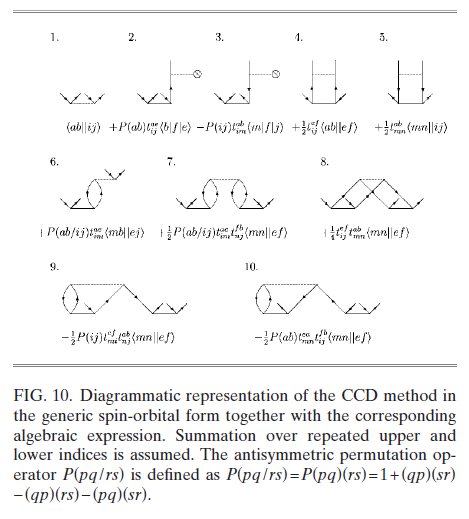 1. 2. 3. 4. 5.
⟨ab||ij⟩ +P(ab)t_{ij}^{ae}⟨b|f|e⟩ −P(ij)t_{im}^{ab}⟨m|f|j⟩ +½t_{ij}^{ef}⟨ab||ef⟩ +½t_{mn}^{ab}⟨mn||ij⟩
6. 7. 8.
+P(ab/ij)t_{im}^{ae}⟨mb||ej⟩ +½P(ab/ij)t_{im}^{ae}t_{nj}^{fb}⟨mn||ef⟩ +¼t_{ij}^{ef}t_{mn}^{ab}⟨mn||ef⟩
9. 10.
−½P(ij)t_{mi}^{ef}t_{nj}^{ab}⟨mn||ef⟩ −½P(ab)t_{mn}^{ea}t_{ij}^{fb}⟨mn||ef⟩
FIG. 10. Diagrammatic representation of the CCD method in
the generic spin-orbital form together with the corresponding
algebraic expression. Summation over repeated upper and
lower indices is assumed. The antisymmetric permutation op-
erator P(pq/rs) is defined as P(pq/rs)=P(pq)(rs)=1+(qp)(sr)
−(qp)(rs)−(pq)(sr).